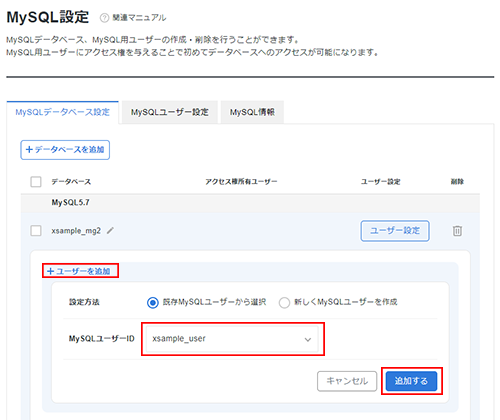 MySQL設定 ? 関連マニュアル
MySQLデータベース、MySQL用ユーザーの作成・削除を行うことができます。
MySQL用ユーザーにアクセス権を与えることで初めてデータベースへのアクセスが可能になります。
MySQLデータベース設定 MySQLユーザー設定 MySQL情報
+データベースを追加
データベース アクセス権所有ユーザー ユーザー設定 削除
MySQL5.7
xsample_mg2 ユーザー設定
+ユーザーを追加
設定方法 既存MySQLユーザーから選択 新しくMySQLユーザーを作成
MySQLユーザーID xsample_user
キャンセル 追加する